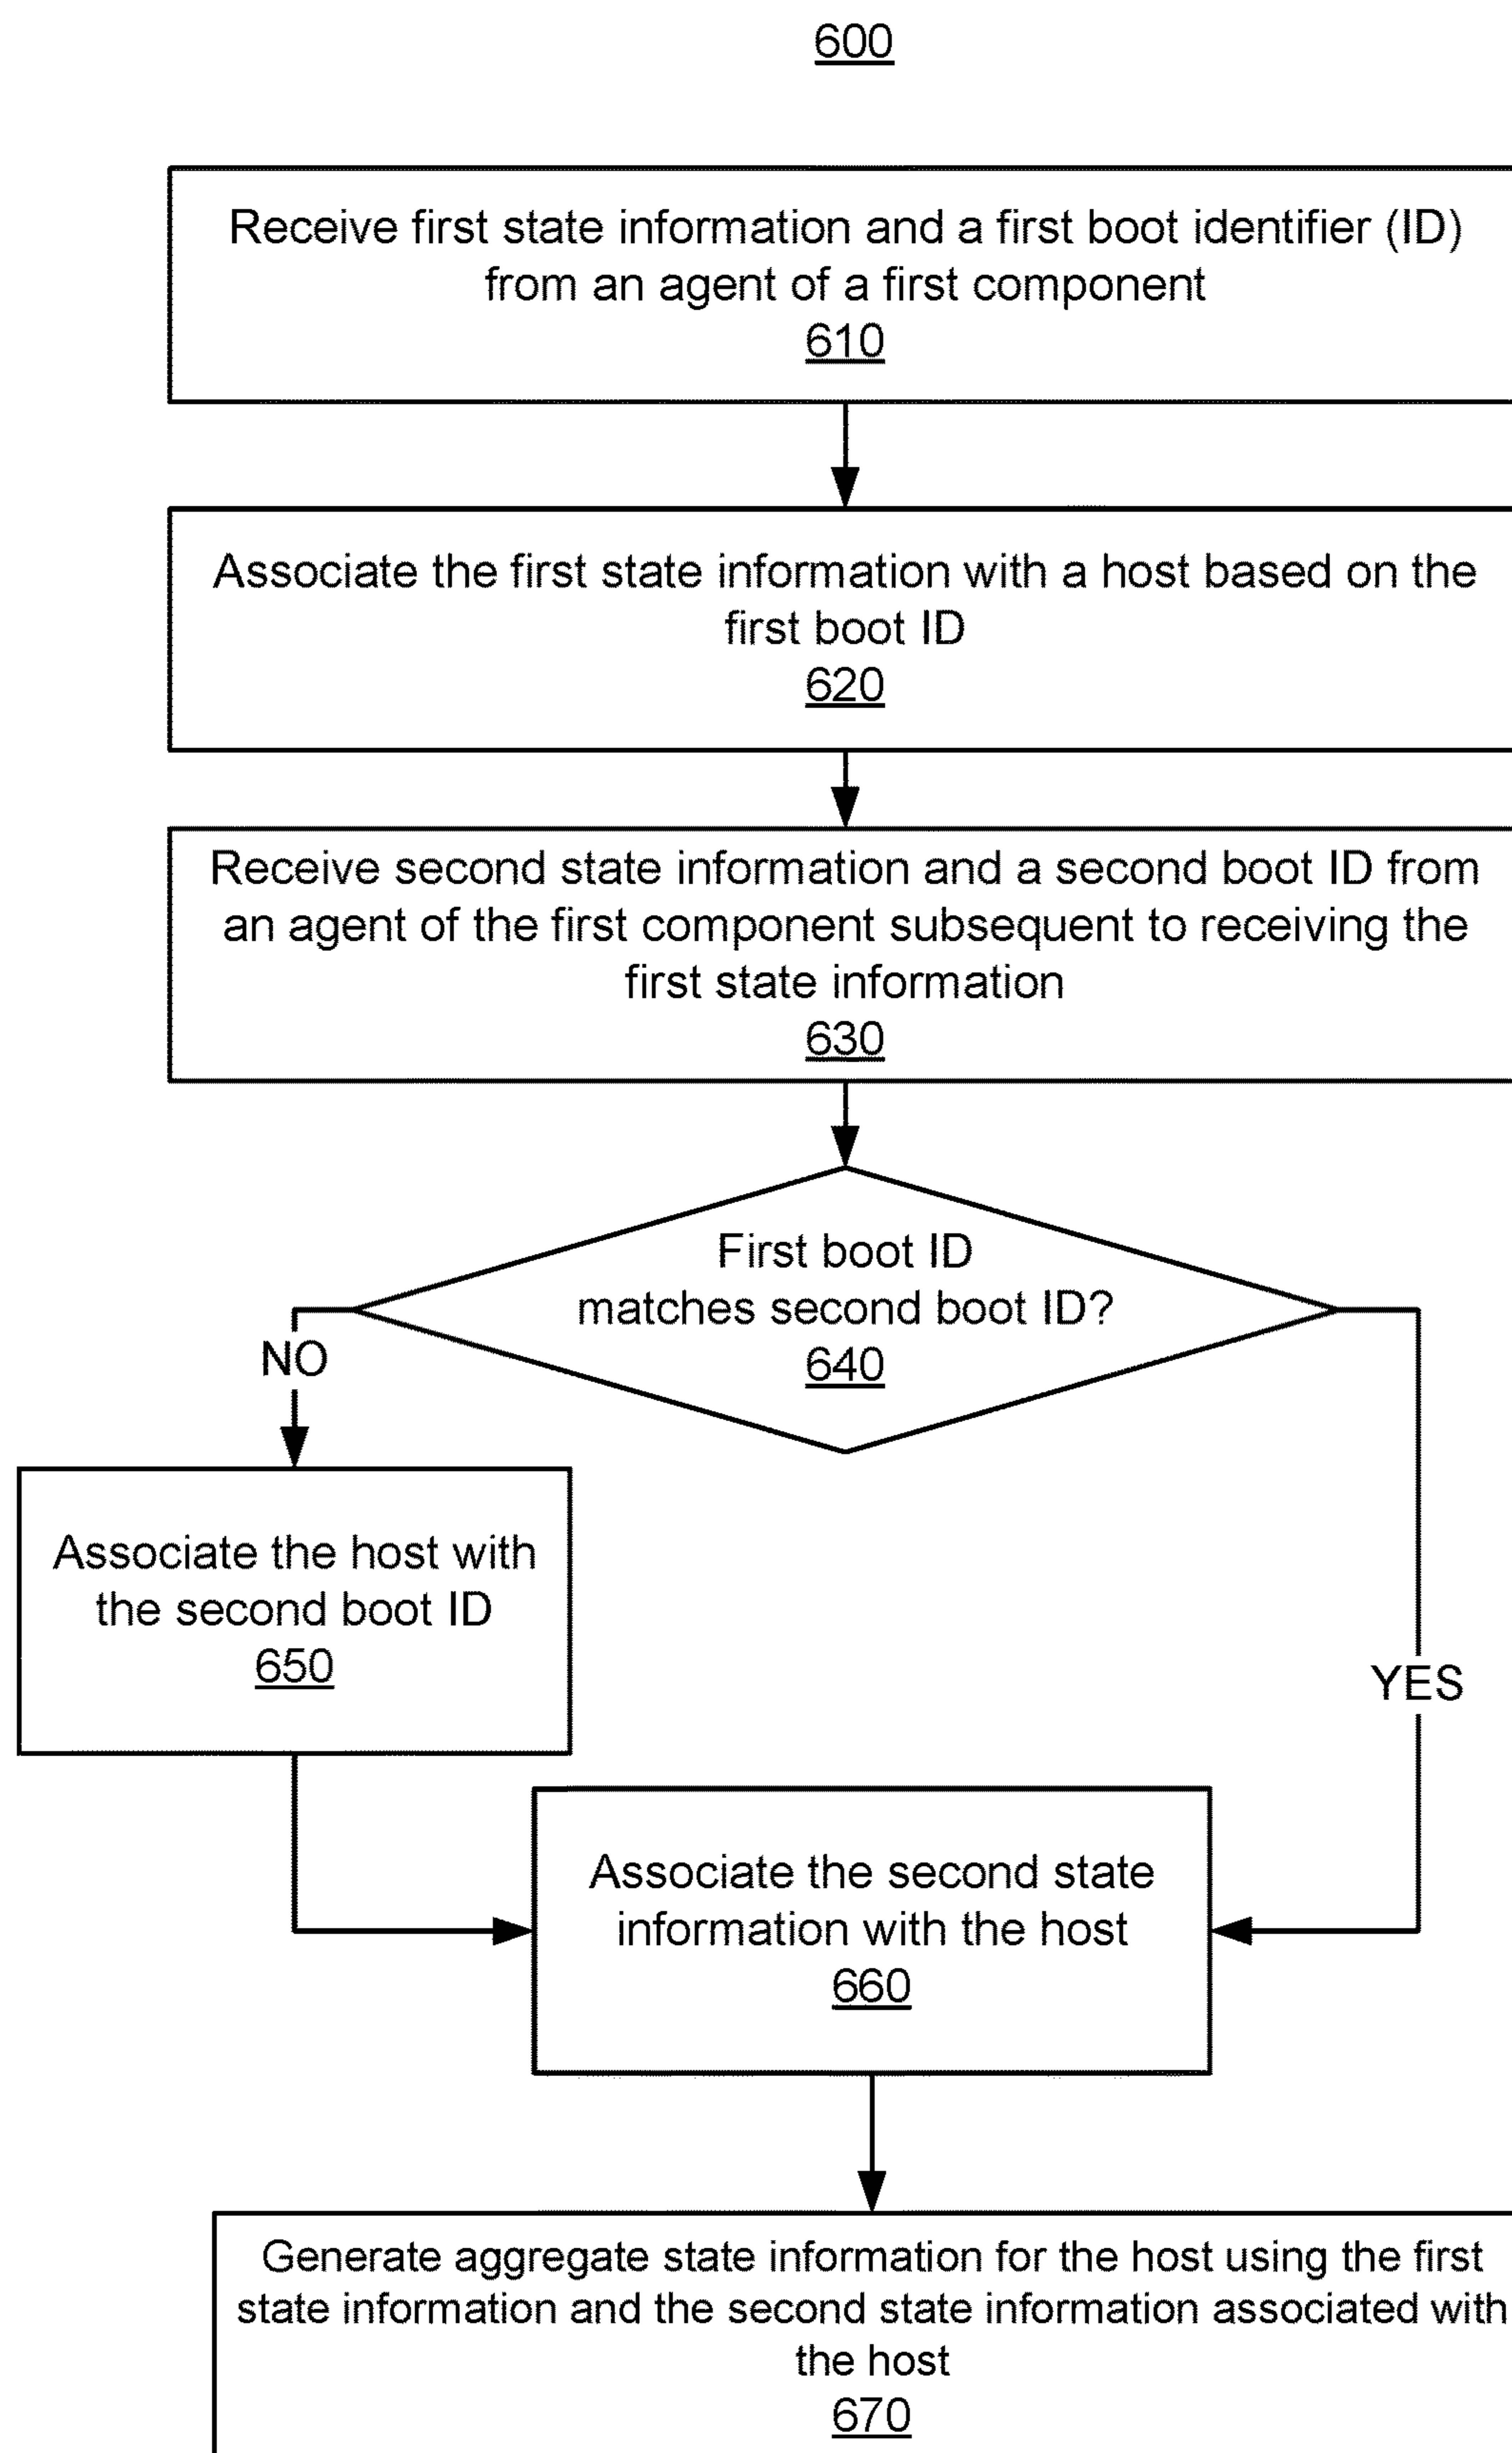 600
Receive first state information and a first boot identifier (ID)
from an agent of a first component
610
Associate the first state information with a host based on the
first boot ID
620
Receive second state information and a second boot ID from
an agent of the first component subsequent to receiving the
first state information
630
First boot ID
matches second boot ID?
640
NO
Associate the host with
the second boot ID
650
YES
Associate the second state
information with the host
660
Generate aggregate state information for the host using the first
state information and the second state information associated with
the host
670